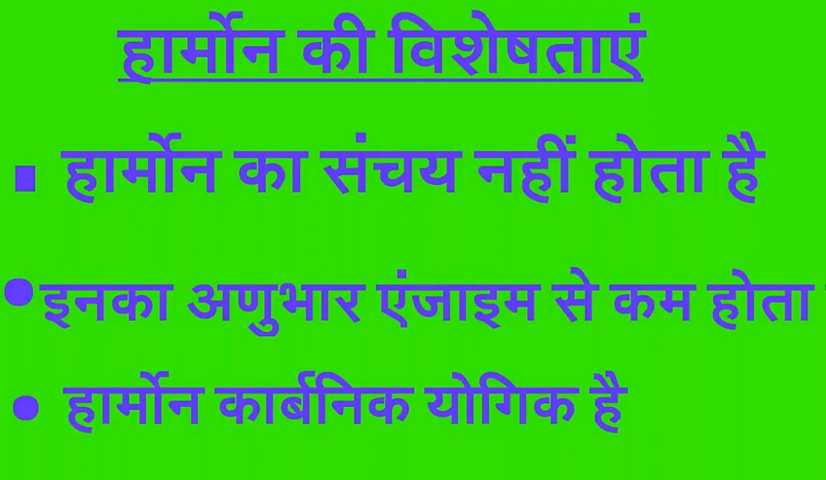 हार्मोन की विशेषताएं
▪ हार्मोन का संचय नहीं होता है
• इनका अणुभार एंजाइम से कम होता
• हार्मोन कार्बनिक योगिक है